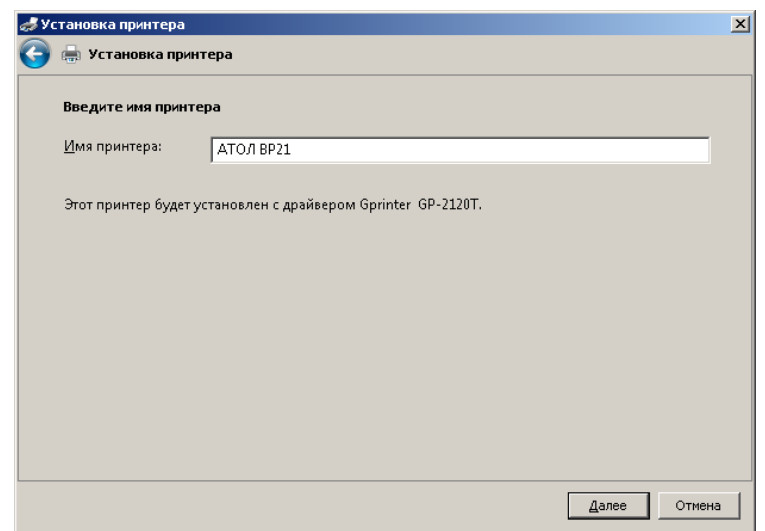 Установка принтера
Установка принтера
Введите имя принтера
Имя принтера: АТОЛ BP21
Этот принтер будет установлен с драйвером Gprinter GP-2120T.
Далее Отмена